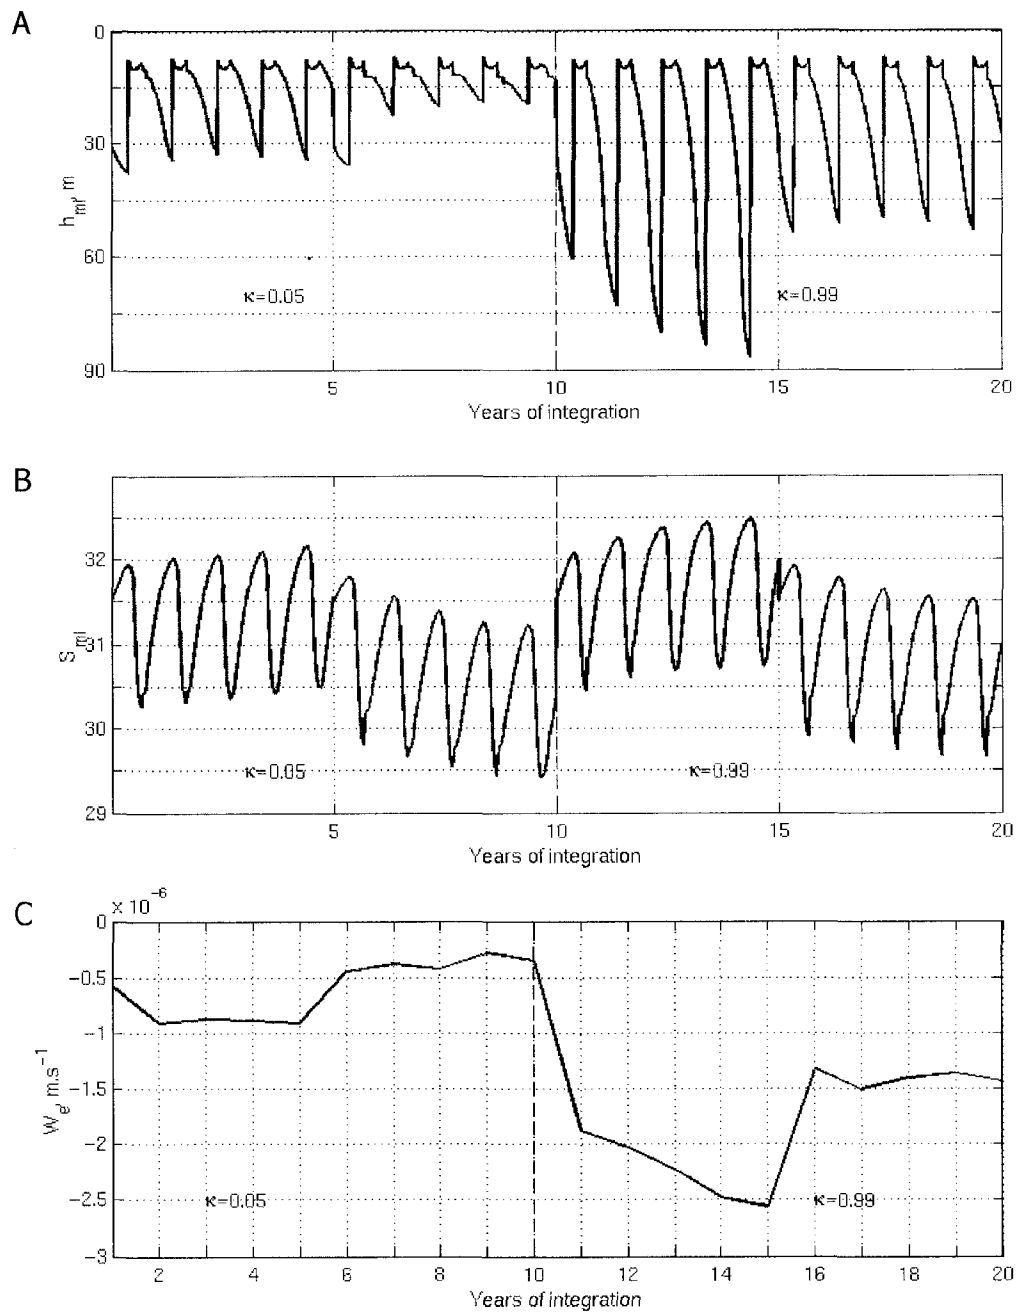 A
0
30
60
90
h_ml, m
κ=0.05
κ=0.99
5
10
15
20
Years of integration
B
32
31
30
29
S_ml
κ=0.05
κ=0.99
5
10
15
20
Years of integration
C
× 10⁻⁶
0
−0.5
−1
−1.5
−2
−2.5
−3
W_e, m.s⁻¹
κ=0.05
κ=0.99
2
4
6
8
10
12
14
16
18
20
Years of integration